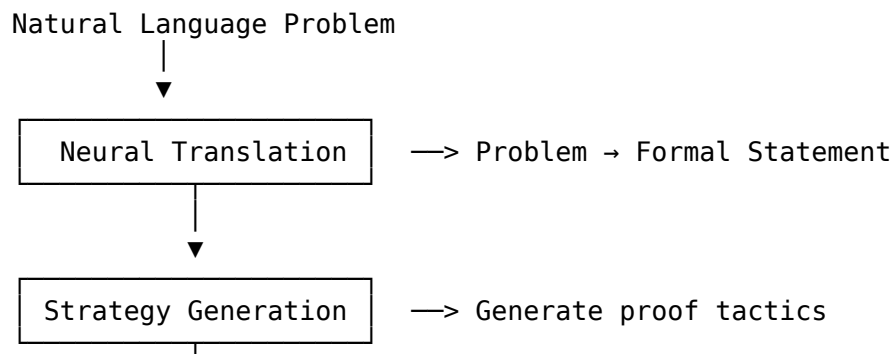 Natural Language Problem
Neural Translation ──> Problem → Formal Statement
Strategy Generation ──> Generate proof tactics